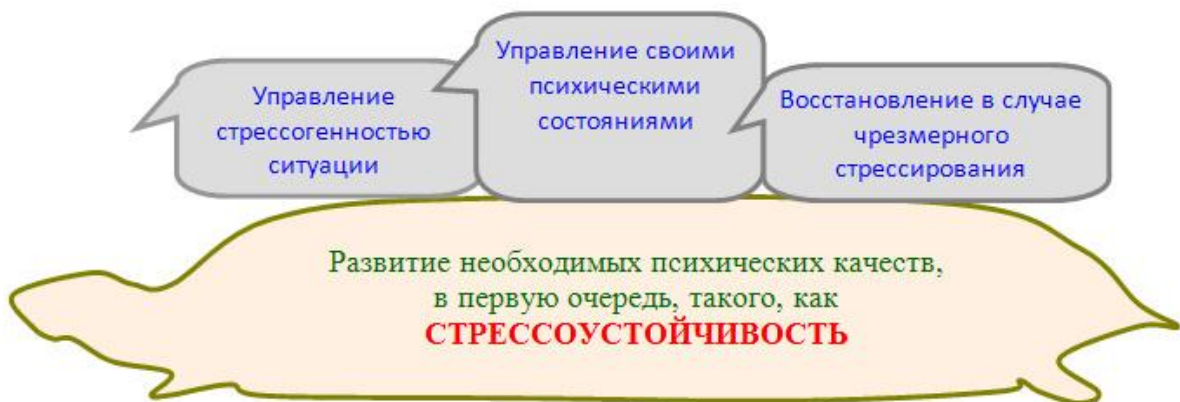 Управление
стрессогенностью
ситуации
Управление своими
психическими
состояниями
Восстановление в случае
чрезмерного
стрессирования
Развитие необходимых психических качеств,
в первую очередь, такого, как
СТРЕССОУСТОЙЧИВОСТЬ